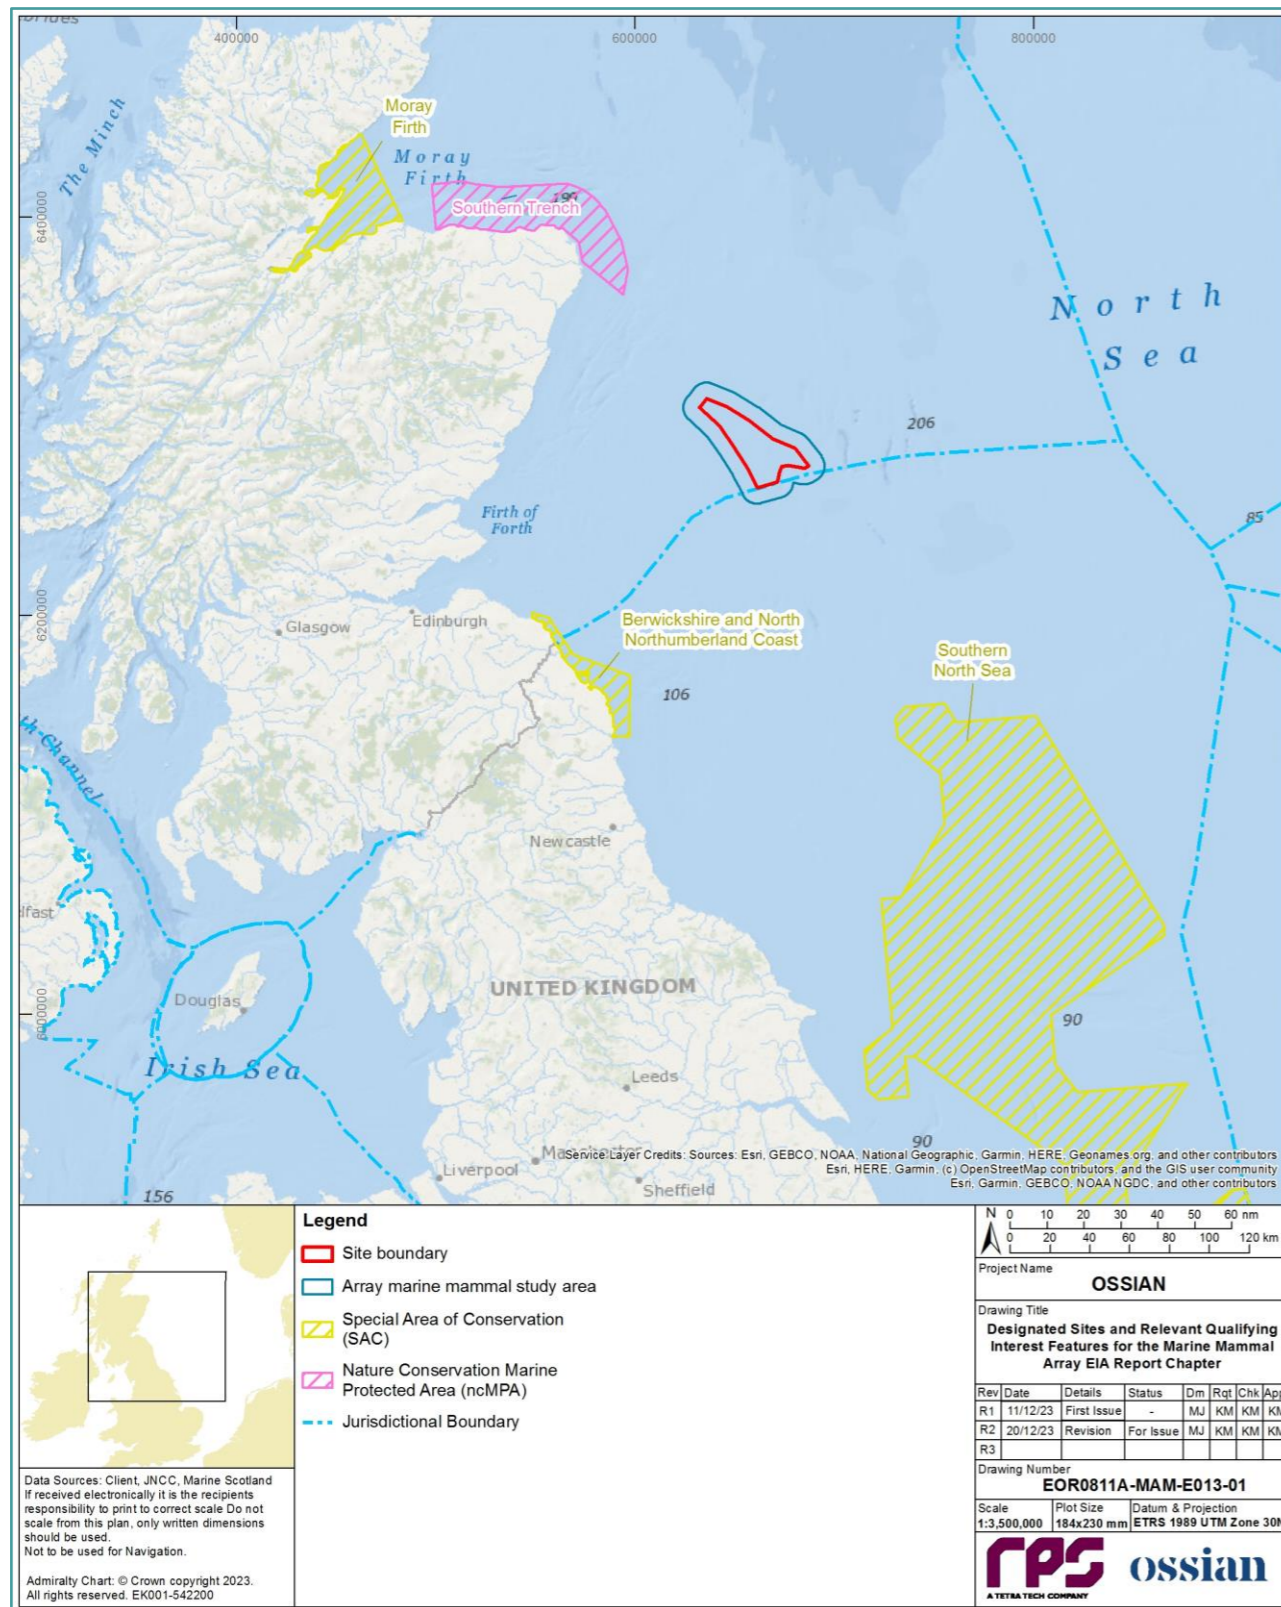 400000
600000
800000
The Minch
Moray
Firth
Moray
Firth
Southern Trench
6400000
North
Sea
206
Firth of
Forth
85
6200000
Glasgow
Edinburgh
Berwickshire and North
Northumberland Coast
Southern
North Sea
106
th Channel
Newcastle
lfast
UNITED KINGDOM
Douglas
6000000
90
Irish Sea
Leeds
90
Liverpool
Sheffield
156
Service Layer Credits: Sources: Esri, GEBCO, NOAA, National Geographic, Garmin, HERE, Geonames.org, and other contributors
Esri, HERE, Garmin, (c) OpenStreetMap contributors, and the GIS user community
Esri, Garmin, GEBCO, NOAA NGDC, and other contributors
Legend
Site boundary
Array marine mammal study area
Special Area of Conservation
(SAC)
Nature Conservation Marine
Protected Area (ncMPA)
Jurisdictional Boundary
Data Sources: Client, JNCC, Marine Scotland
If received electronically it is the recipients
responsibility to print to correct scale Do not
scale from this plan, only written dimensions
should be used.
Not to be used for Navigation.
Admiralty Chart: © Crown copyright 2023.
All rights reserved. EK001-542200
N 0 10 20 30 40 50 60 nm
0 20 40 60 80 100 120 km
Project Name
OSSIAN
Drawing Title
Designated Sites and Relevant Qualifying
Interest Features for the Marine Mammal
Array EIA Report Chapter
Rev Date Details Status Dm Rqt Chk App
R1 11/12/23 First Issue - MJ KM KM KM
R2 20/12/23 Revision For Issue MJ KM KM KM
R3
Drawing Number
EOR0811A-MAM-E013-01
Scale Plot Size Datum & Projection
1:3,500,000 184x230 mm ETRS 1989 UTM Zone 30N
rps ossian
A TETRA TECH COMPANY